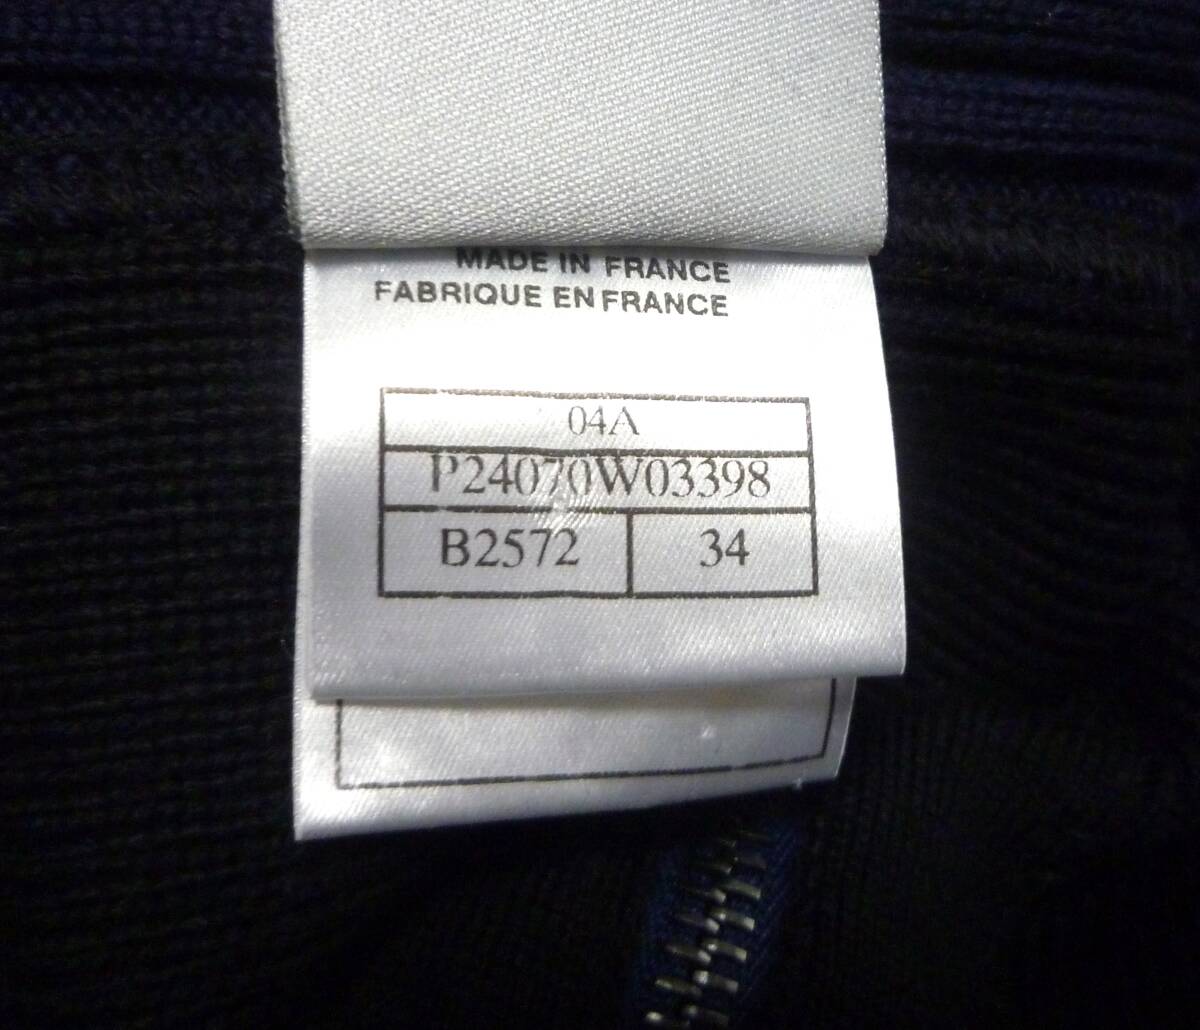 MADE IN FRANCE
FABRIQUE EN FRANCE
04A
P24070W03398
B2572 34